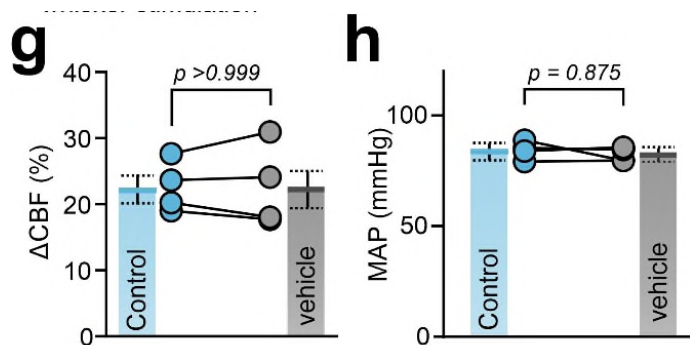 g
p >0.999
40
30
20
10
0
ΔCBF (%)
Control
vehicle
h
p = 0.875
100
50
0
MAP (mmHg)
Control
vehicle